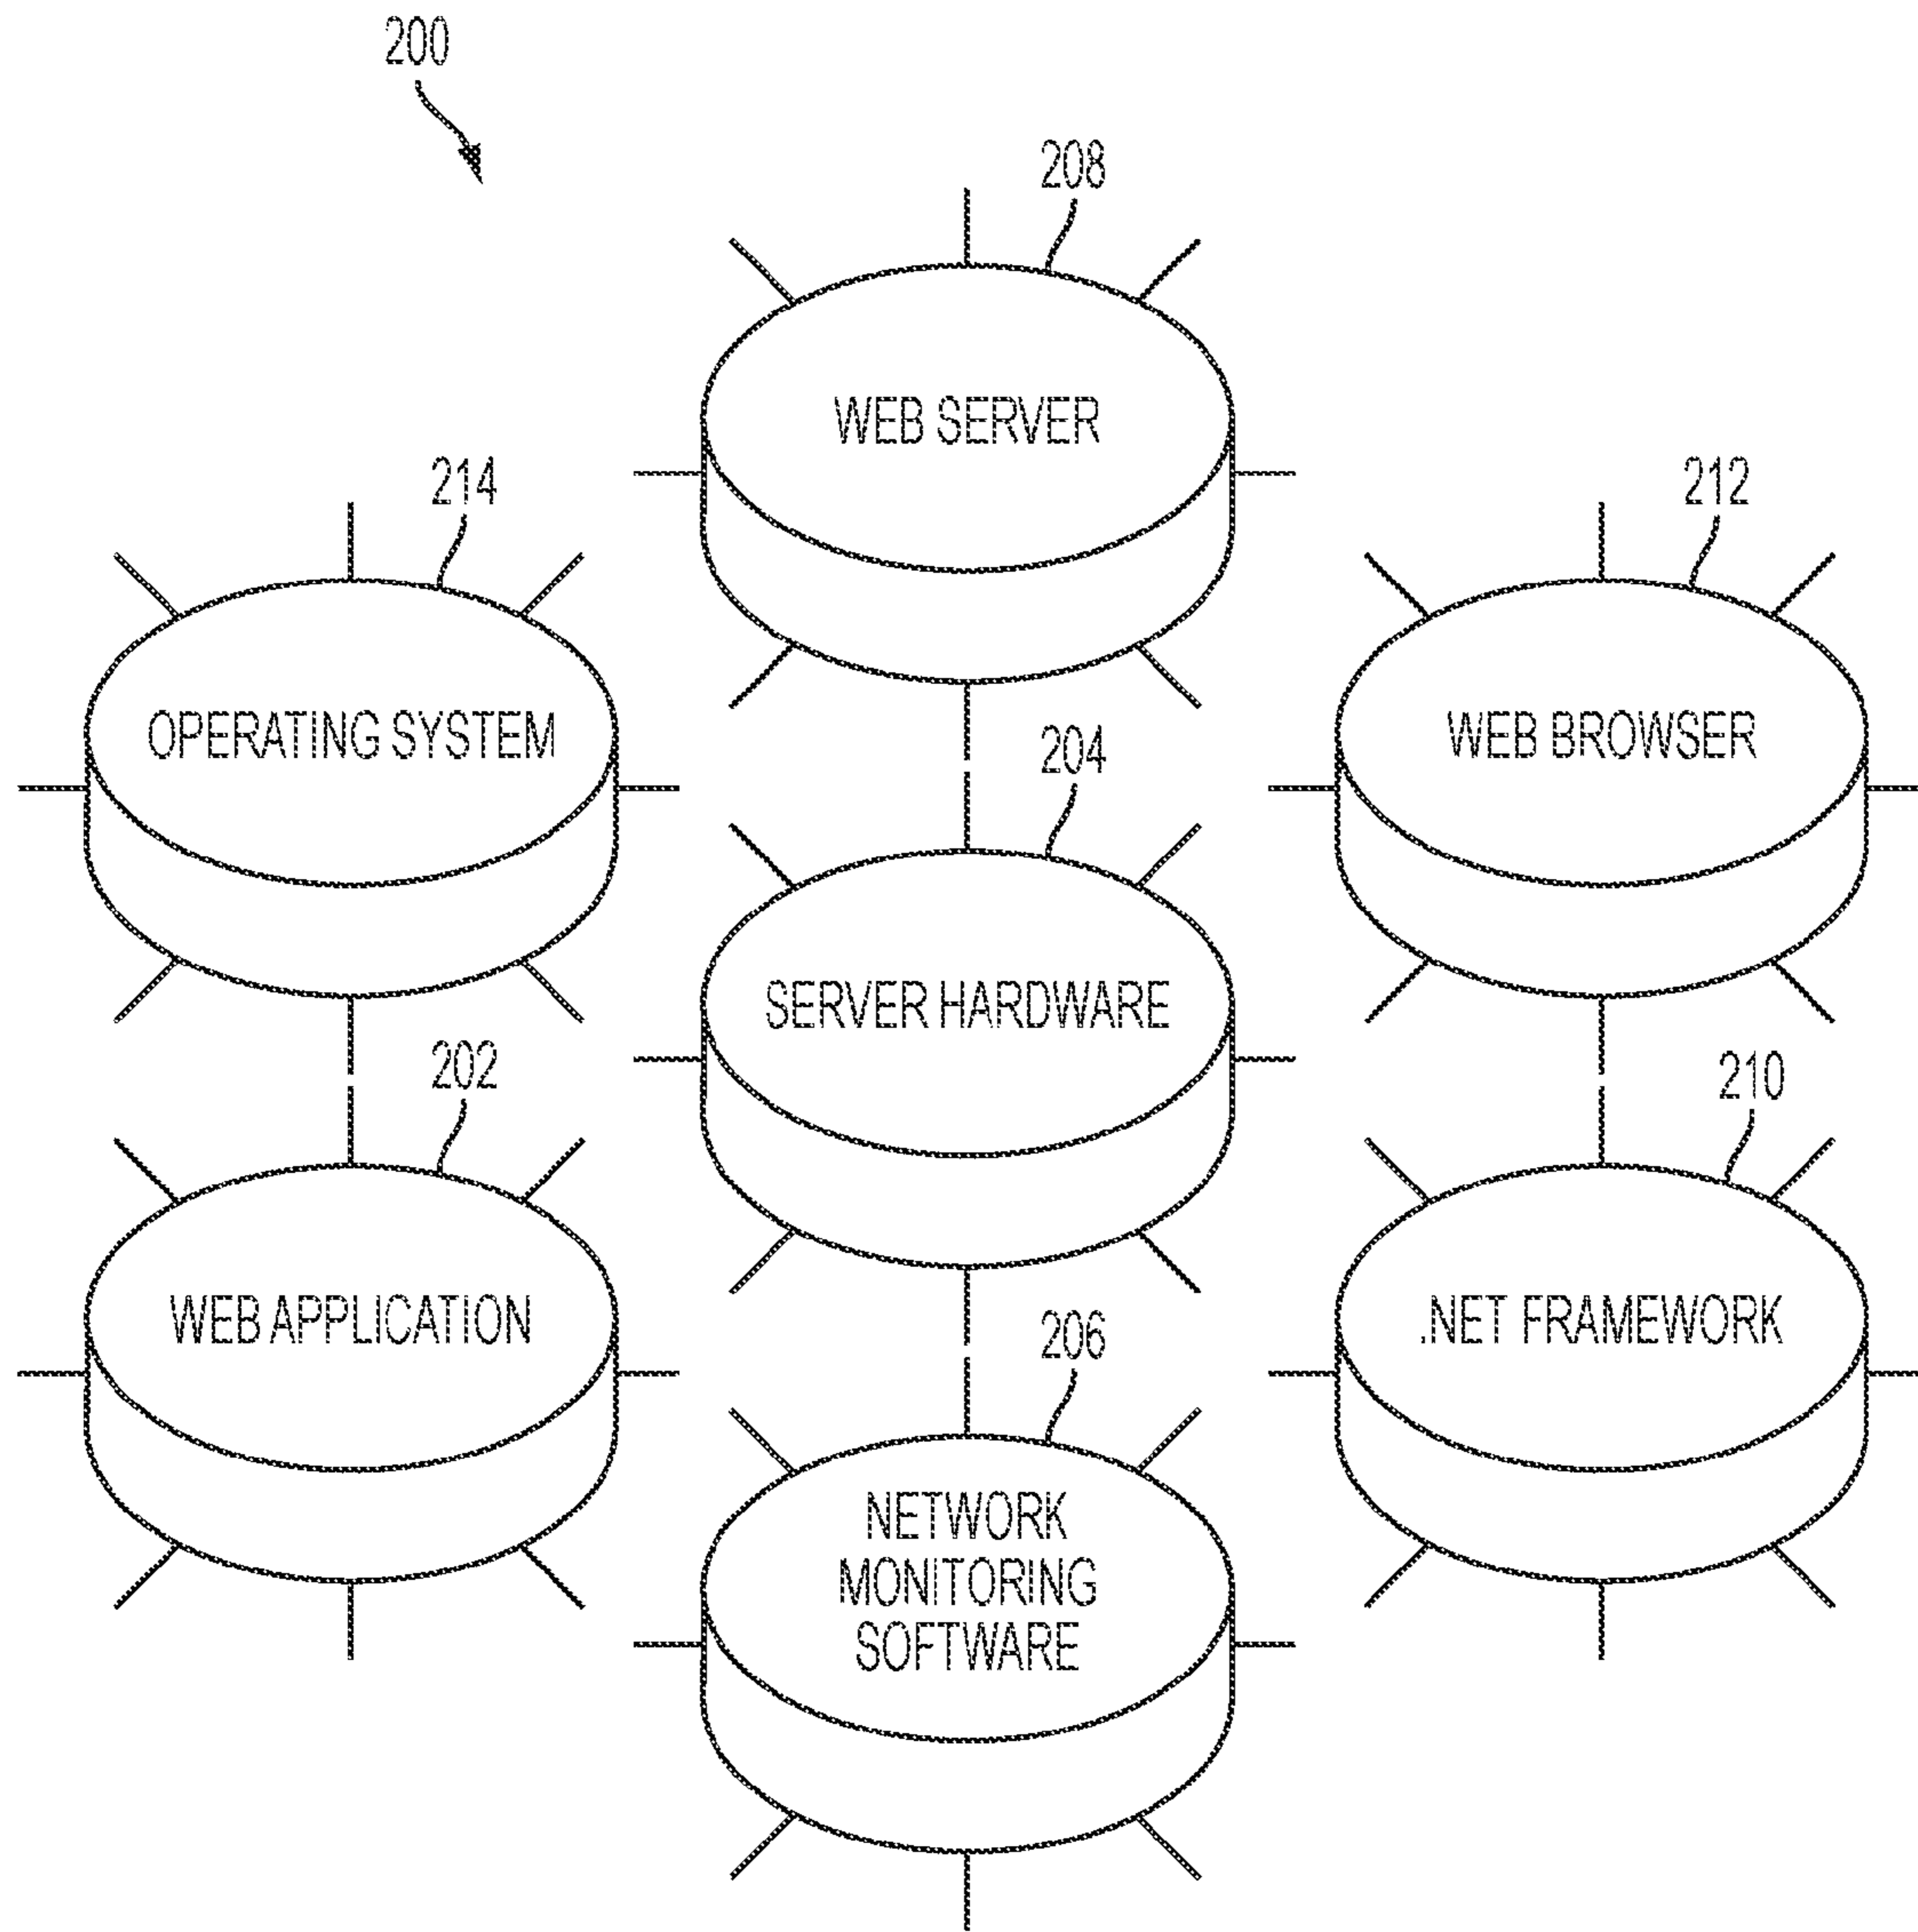 200
208
WEB SERVER
214
212
OPERATING SYSTEM
WEB BROWSER
204
SERVER HARDWARE
202
210
WEB APPLICATION
.NET FRAMEWORK
206
NETWORK
MONITORING
SOFTWARE